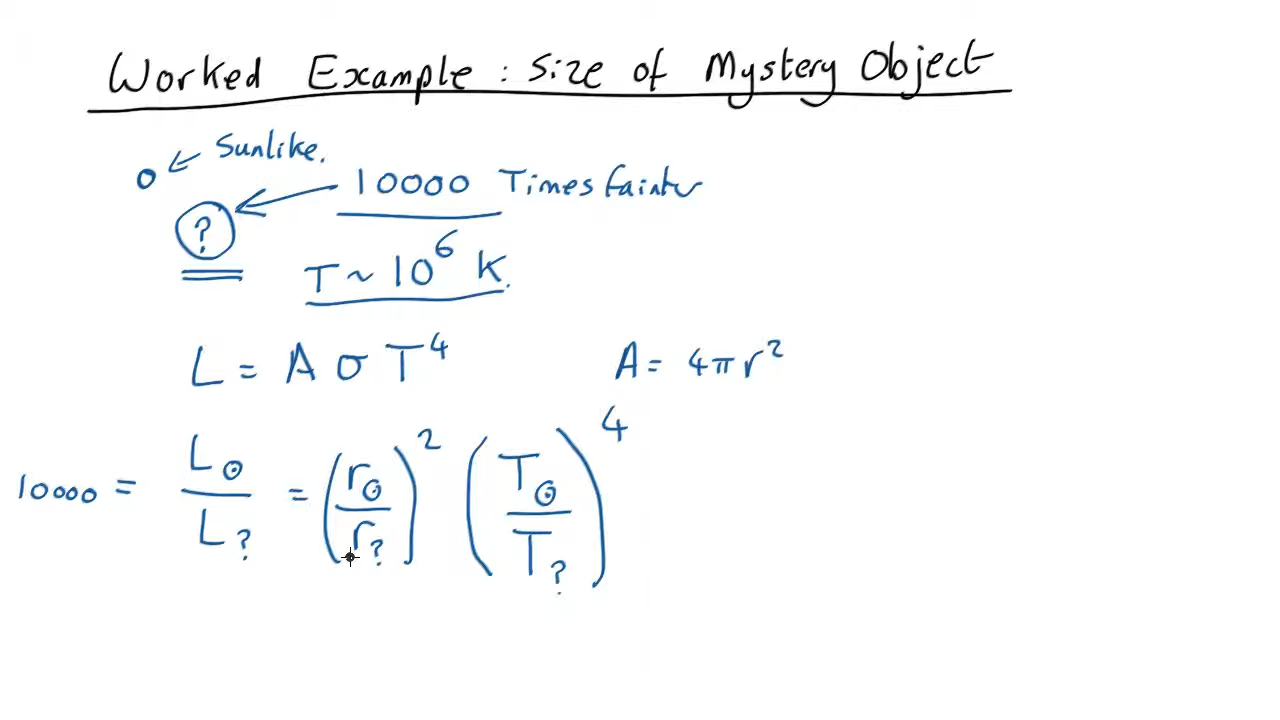 Worked Example : Size of Mystery Object
Sunlike.
10000 Times fainter
?
T ~ 10⁶ K.
L = A σ T⁴
A = 4πr²
10000 = L⊙ / L? = (r⊙ / r?)² (T⊙ / T?)⁴